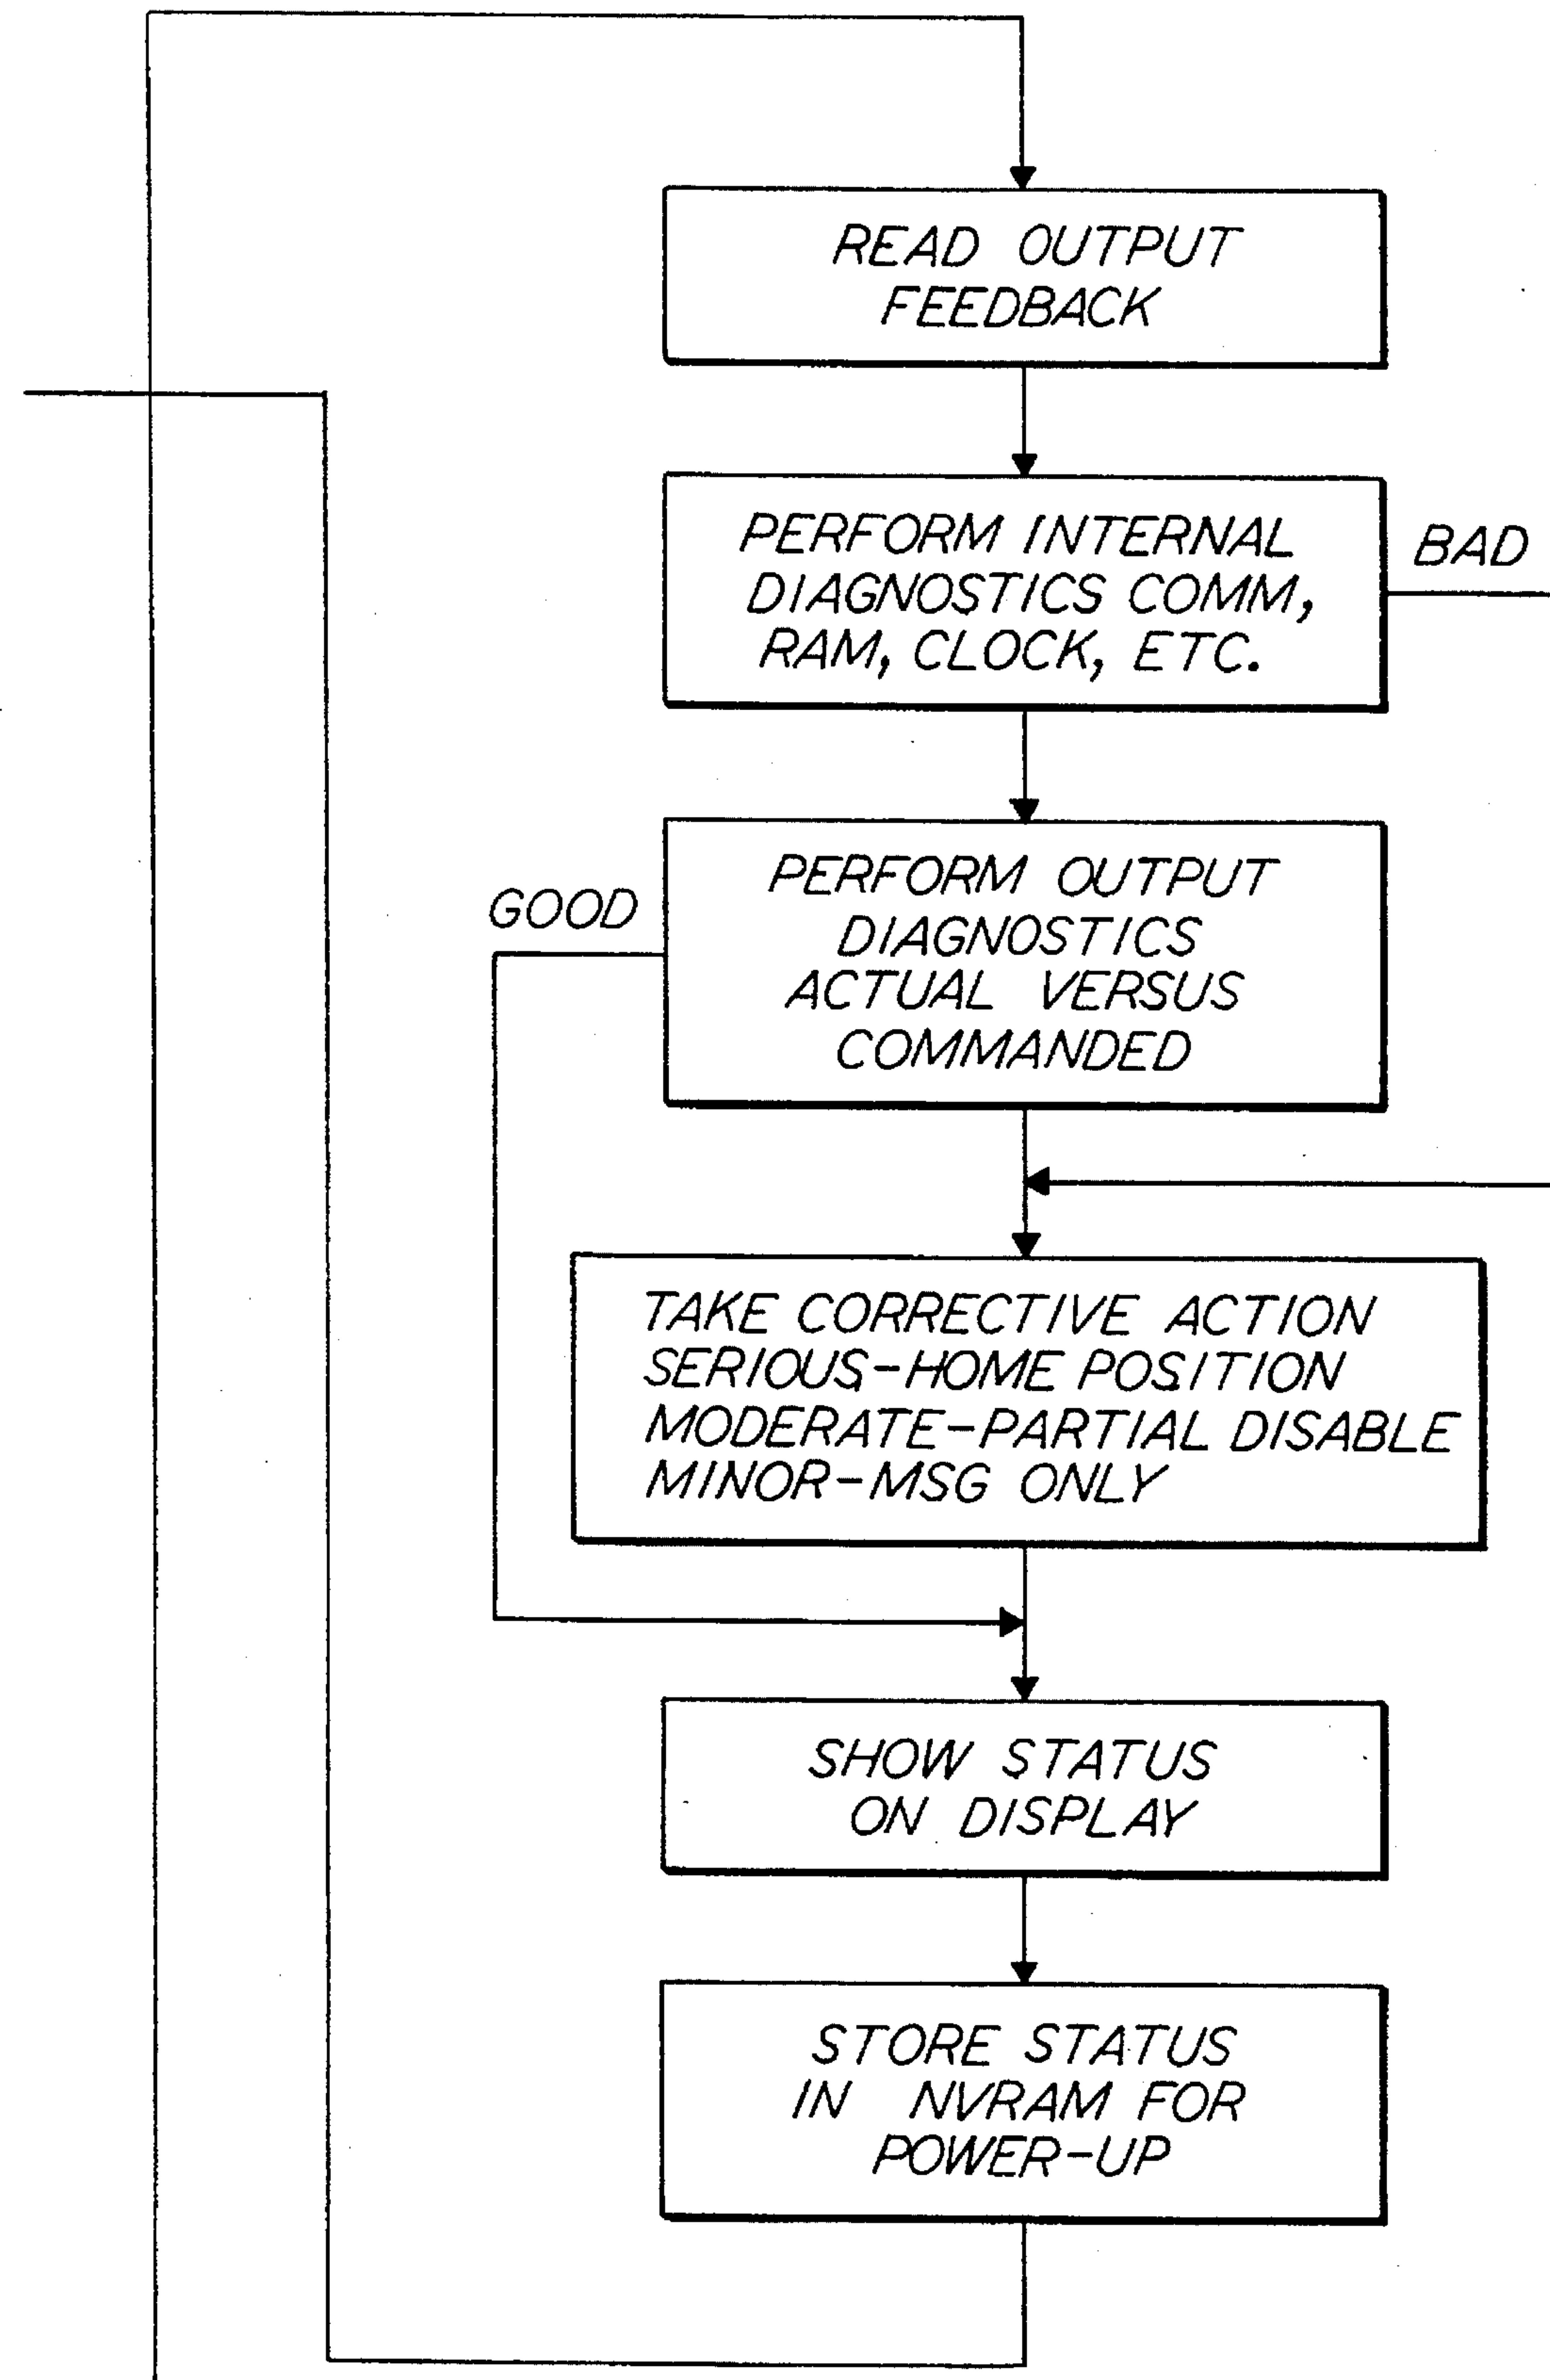 READ OUTPUT
FEEDBACK
PERFORM INTERNAL
DIAGNOSTICS COMM,
RAM, CLOCK, ETC.
BAD
PERFORM OUTPUT
DIAGNOSTICS
ACTUAL VERSUS
COMMANDED
GOOD
TAKE CORRECTIVE ACTION
SERIOUS-HOME POSITION
MODERATE-PARTIAL DISABLE
MINOR-MSG ONLY
SHOW STATUS
ON DISPLAY
STORE STATUS
IN NVRAM FOR
POWER-UP